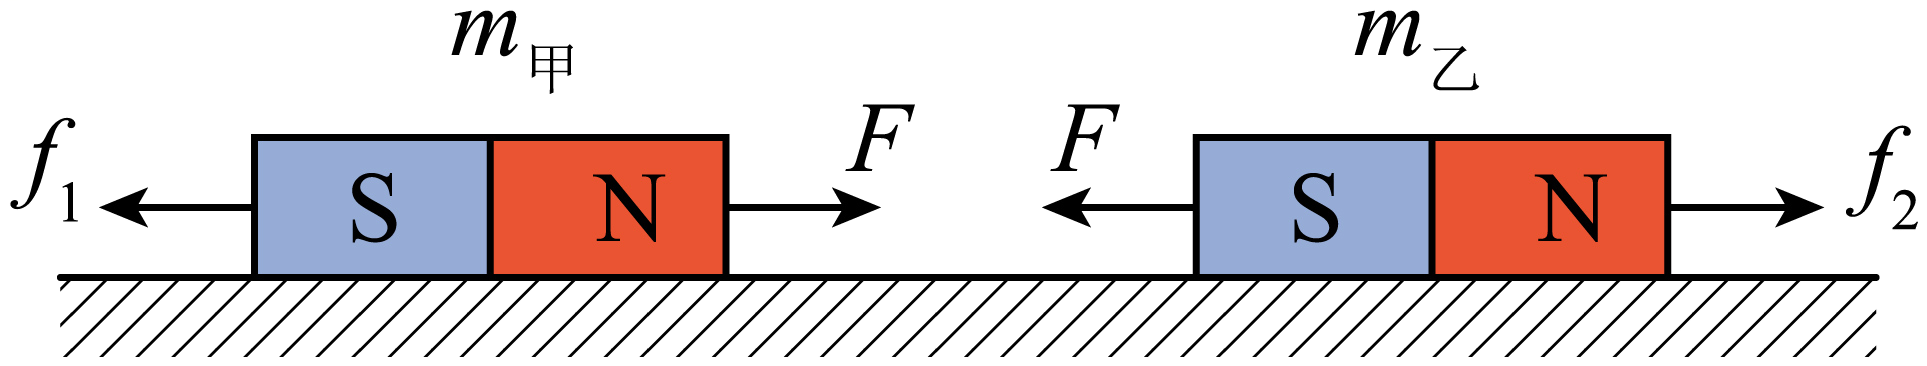 m甲 m乙
f1 S N F F S N f2